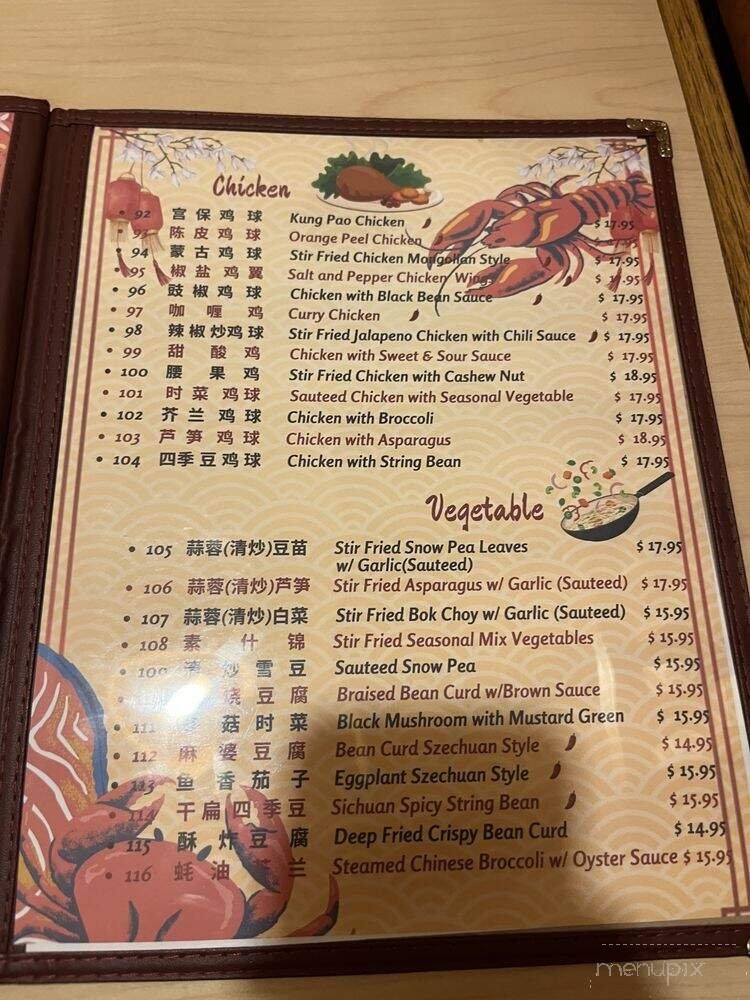 Chicken
• 92 宫保鸡球 Kung Pao Chicken $ 17.95
• 93 陈皮鸡球 Orange Peel Chicken $ 17.95
• 94 蒙古鸡球 Stir Fried Chicken Mongolian Style $ 17.95
• 95 椒盐鸡翼 Salt and Pepper Chicken Wings $ 17.95
• 96 豉椒鸡球 Chicken with Black Bean Sauce $ 17.95
• 97 咖喱鸡 Curry Chicken $ 17.95
• 98 辣椒炒鸡球 Stir Fried Jalapeno Chicken with Chili Sauce $ 17.95
• 99 甜酸鸡 Chicken with Sweet & Sour Sauce $ 17.95
• 100 腰果鸡 Stir Fried Chicken with Cashew Nut $ 18.95
• 101 时菜鸡球 Sauteed Chicken with Seasonal Vegetable $ 17.95
• 102 芥兰鸡球 Chicken with Broccoli $ 17.95
• 103 芦笋鸡球 Chicken with Asparagus $ 18.95
• 104 四季豆鸡球 Chicken with String Bean $ 17.95
Vegetable
• 105 蒜蓉(清炒)豆苗 Stir Fried Snow Pea Leaves $ 17.95
w/ Garlic(Sauteed)
• 106 蒜蓉(清炒)芦笋 Stir Fried Asparagus w/ Garlic (Sauteed) $ 17.95
• 107 蒜蓉(清炒)白菜 Stir Fried Bok Choy w/ Garlic (Sauteed) $ 15.95
• 108 素什锦 Stir Fried Seasonal Mix Vegetables $ 15.95
• 109 清炒雪豆 Sauteed Snow Pea $ 15.95
• 烧豆腐 Braised Bean Curd w/Brown Sauce $ 15.95
• 111 菇时菜 Black Mushroom with Mustard Green $ 15.95
• 112 麻婆豆腐 Bean Curd Szechuan Style $ 14.95
• 113 鱼香茄子 Eggplant Szechuan Style $ 15.95
• 114 干扁四季豆 Sichuan Spicy String Bean $ 15.95
• 115 酥炸豆腐 Deep Fried Crispy Bean Curd $ 14.95
• 116 蚝油芥兰 Steamed Chinese Broccoli w/ Oyster Sauce $ 15.95
menupix